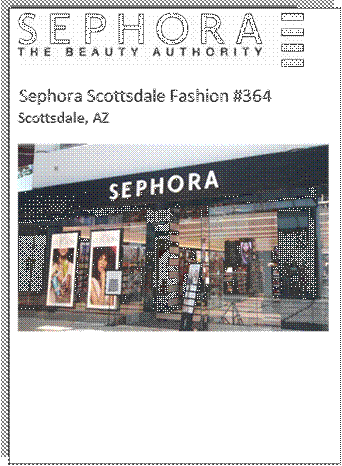 SEPHORA
THE BEAUTY AUTHORITY
Sephora Scottsdale Fashion #364
Scottsdale, AZ
SEPHORA